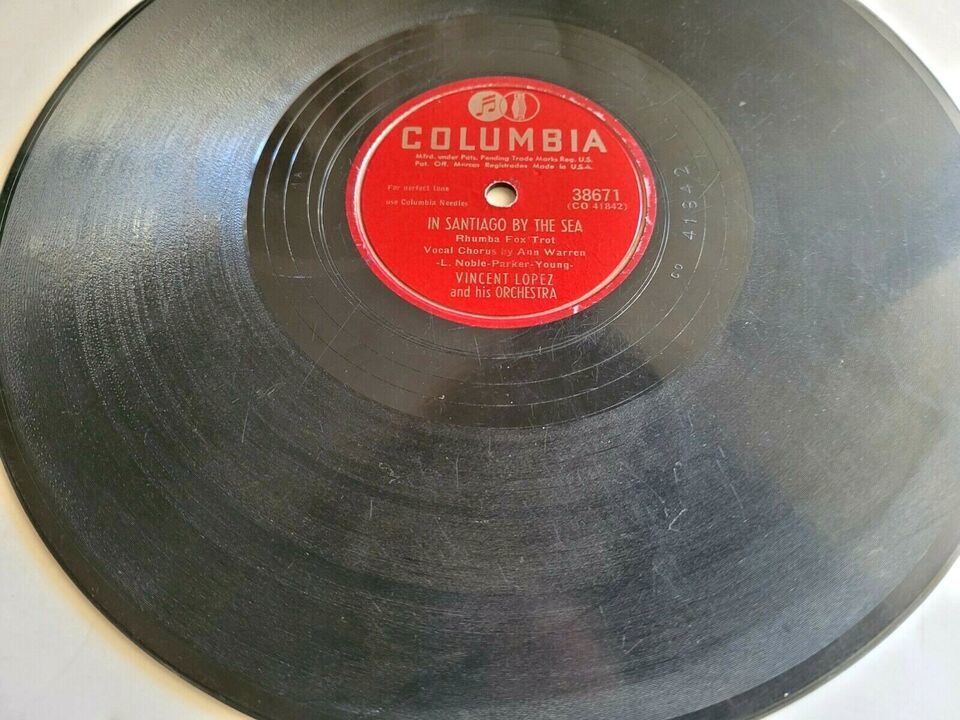 COLUMBIA
Mfrd. under Pats. Pending Trade Marks Reg. U.S.
Pat. Off. Marcas Registradas Made in U.S.A.
For perfect tone
use Columbia Needles
38671
(CO 41842)
IN SANTIAGO BY THE SEA
Rhumba Fox Trot
Vocal Chorus by Ann Warren
-L. Noble-Parker-Young-
VINCENT LOPEZ
and his ORCHESTRA
CO 41842
1A